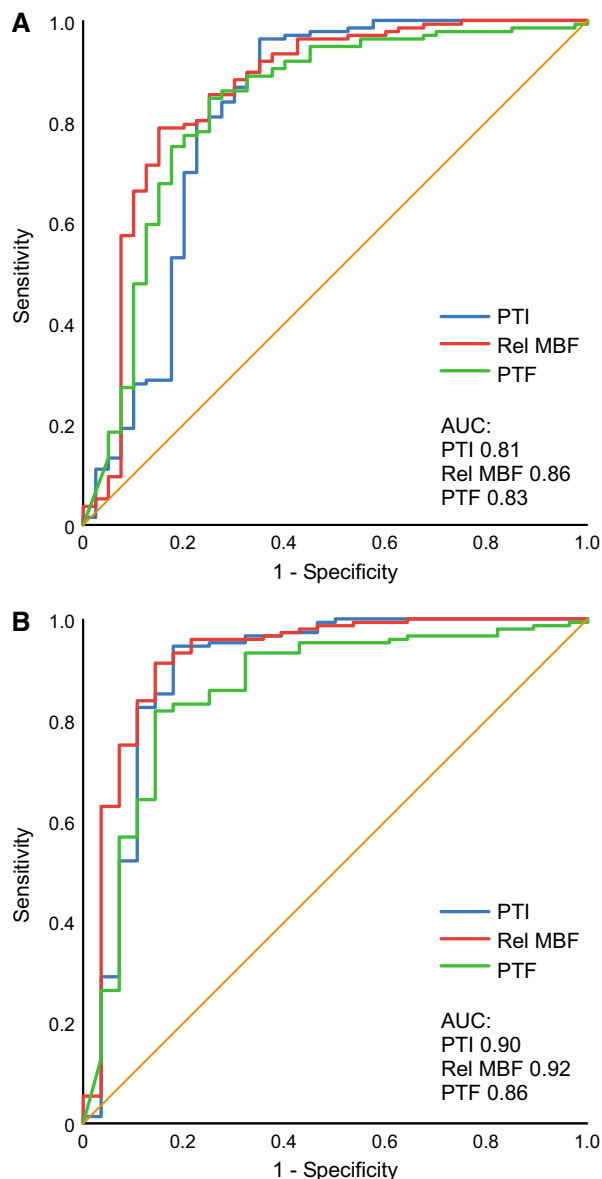 A
1.0
0.8
0.6
0.4
0.2
0
Sensitivity
PTI
Rel MBF
PTF
AUC:
PTI 0.81
Rel MBF 0.86
PTF 0.83
0 0.2 0.4 0.6 0.8 1.0
1 - Specificity
B
1.0
0.8
0.6
0.4
0.2
0
Sensitivity
PTI
Rel MBF
PTF
AUC:
PTI 0.90
Rel MBF 0.92
PTF 0.86
0 0.2 0.4 0.6 0.8 1.0
1 - Specificity